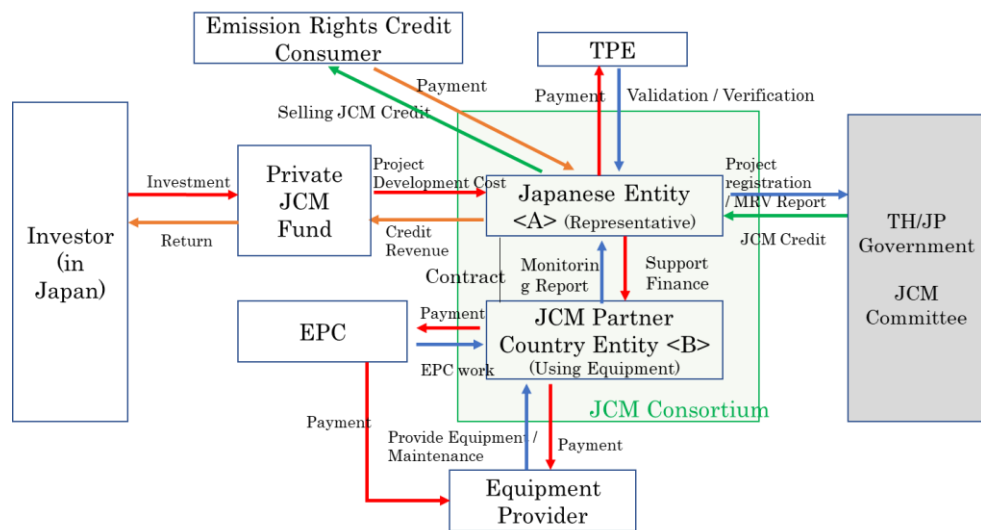 Emission Rights Credit
Consumer
TPE
Payment
Selling JCM Credit
Payment
Validation / Verification
Investor
(in
Japan)
Investment
Return
Private
JCM
Fund
Project
Development Cost
Credit
Revenue
Japanese Entity
<A> (Representative)
Project
registration
/ MRV Report
JCM Credit
TH/JP
Government
JCM
Committee
Contract
Monitorin
g Report
Support
Finance
EPC
Payment
EPC work
JCM Partner
Country Entity <B>
(Using Equipment)
JCM Consortium
Payment
Provide Equipment /
Maintenance
Payment
Equipment
Provider